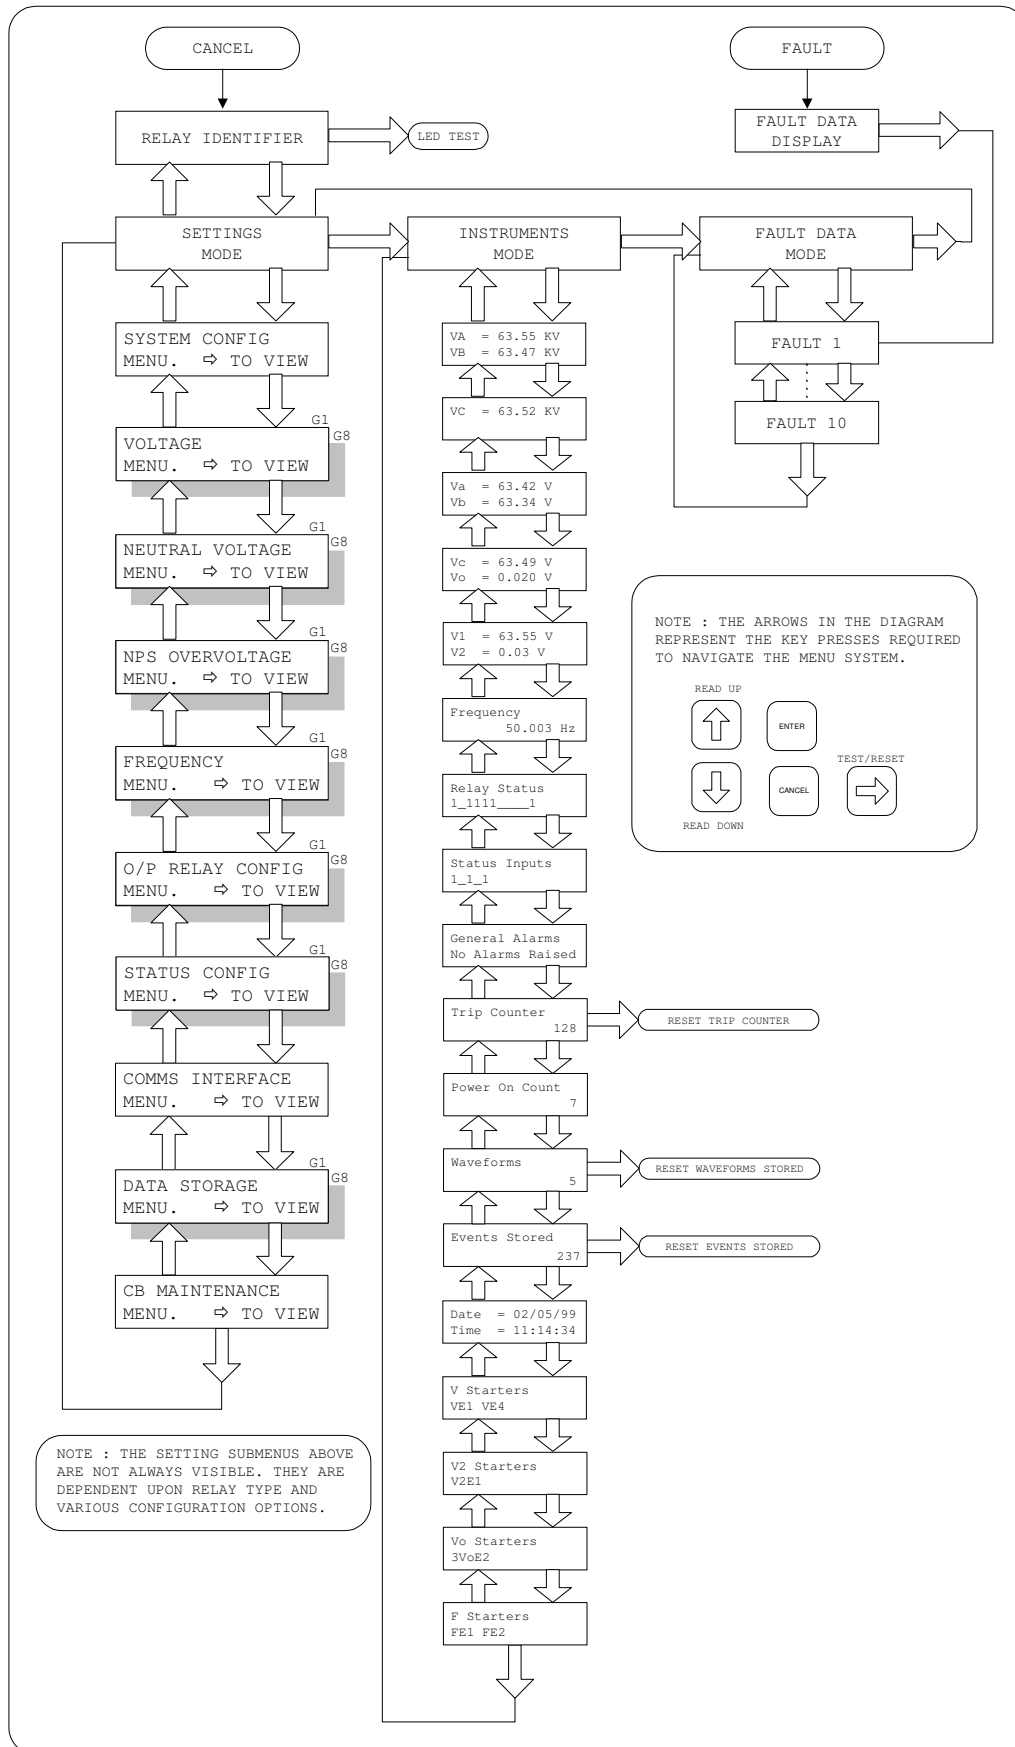 CANCEL
RELAY IDENTIFIER
LED TEST
SETTINGS
MODE
SYSTEM CONFIG
MENU. ⇨ TO VIEW
G1
G8
VOLTAGE
MENU. ⇨ TO VIEW
G1
G8
NEUTRAL VOLTAGE
MENU. ⇨ TO VIEW
G1
G8
NPS OVERVOLTAGE
MENU. ⇨ TO VIEW
G1
G8
FREQUENCY
MENU. ⇨ TO VIEW
G1
G8
O/P RELAY CONFIG
MENU. ⇨ TO VIEW
G1
G8
STATUS CONFIG
MENU. ⇨ TO VIEW
COMMS INTERFACE
MENU. ⇨ TO VIEW
G1
G8
DATA STORAGE
MENU. ⇨ TO VIEW
CB MAINTENANCE
MENU. ⇨ TO VIEW
NOTE : THE SETTING SUBMENUS ABOVE
ARE NOT ALWAYS VISIBLE. THEY ARE
DEPENDENT UPON RELAY TYPE AND
VARIOUS CONFIGURATION OPTIONS.
INSTRUMENTS
MODE
VA = 63.55 KV
VB = 63.47 KV
VC = 63.52 KV
Va = 63.42 V
Vb = 63.34 V
Vc = 63.49 V
Vo = 0.020 V
V1 = 63.55 V
V2 = 0.03 V
Frequency
50.003 Hz
Relay Status
1_1111____1
Status Inputs
1_1_1
General Alarms
No Alarms Raised
Trip Counter
128
RESET TRIP COUNTER
Power On Count
7
Waveforms
5
RESET WAVEFORMS STORED
Events Stored
237
RESET EVENTS STORED
Date = 02/05/99
Time = 11:14:34
V Starters
VE1 VE4
V2 Starters
V2E1
Vo Starters
3VoE2
F Starters
FE1 FE2
FAULT
FAULT DATA
DISPLAY
FAULT DATA
MODE
FAULT 1
FAULT 10
NOTE : THE ARROWS IN THE DIAGRAM
REPRESENT THE KEY PRESSES REQUIRED
TO NAVIGATE THE MENU SYSTEM.
READ UP
ENTER
TEST/RESET
CANCEL
READ DOWN